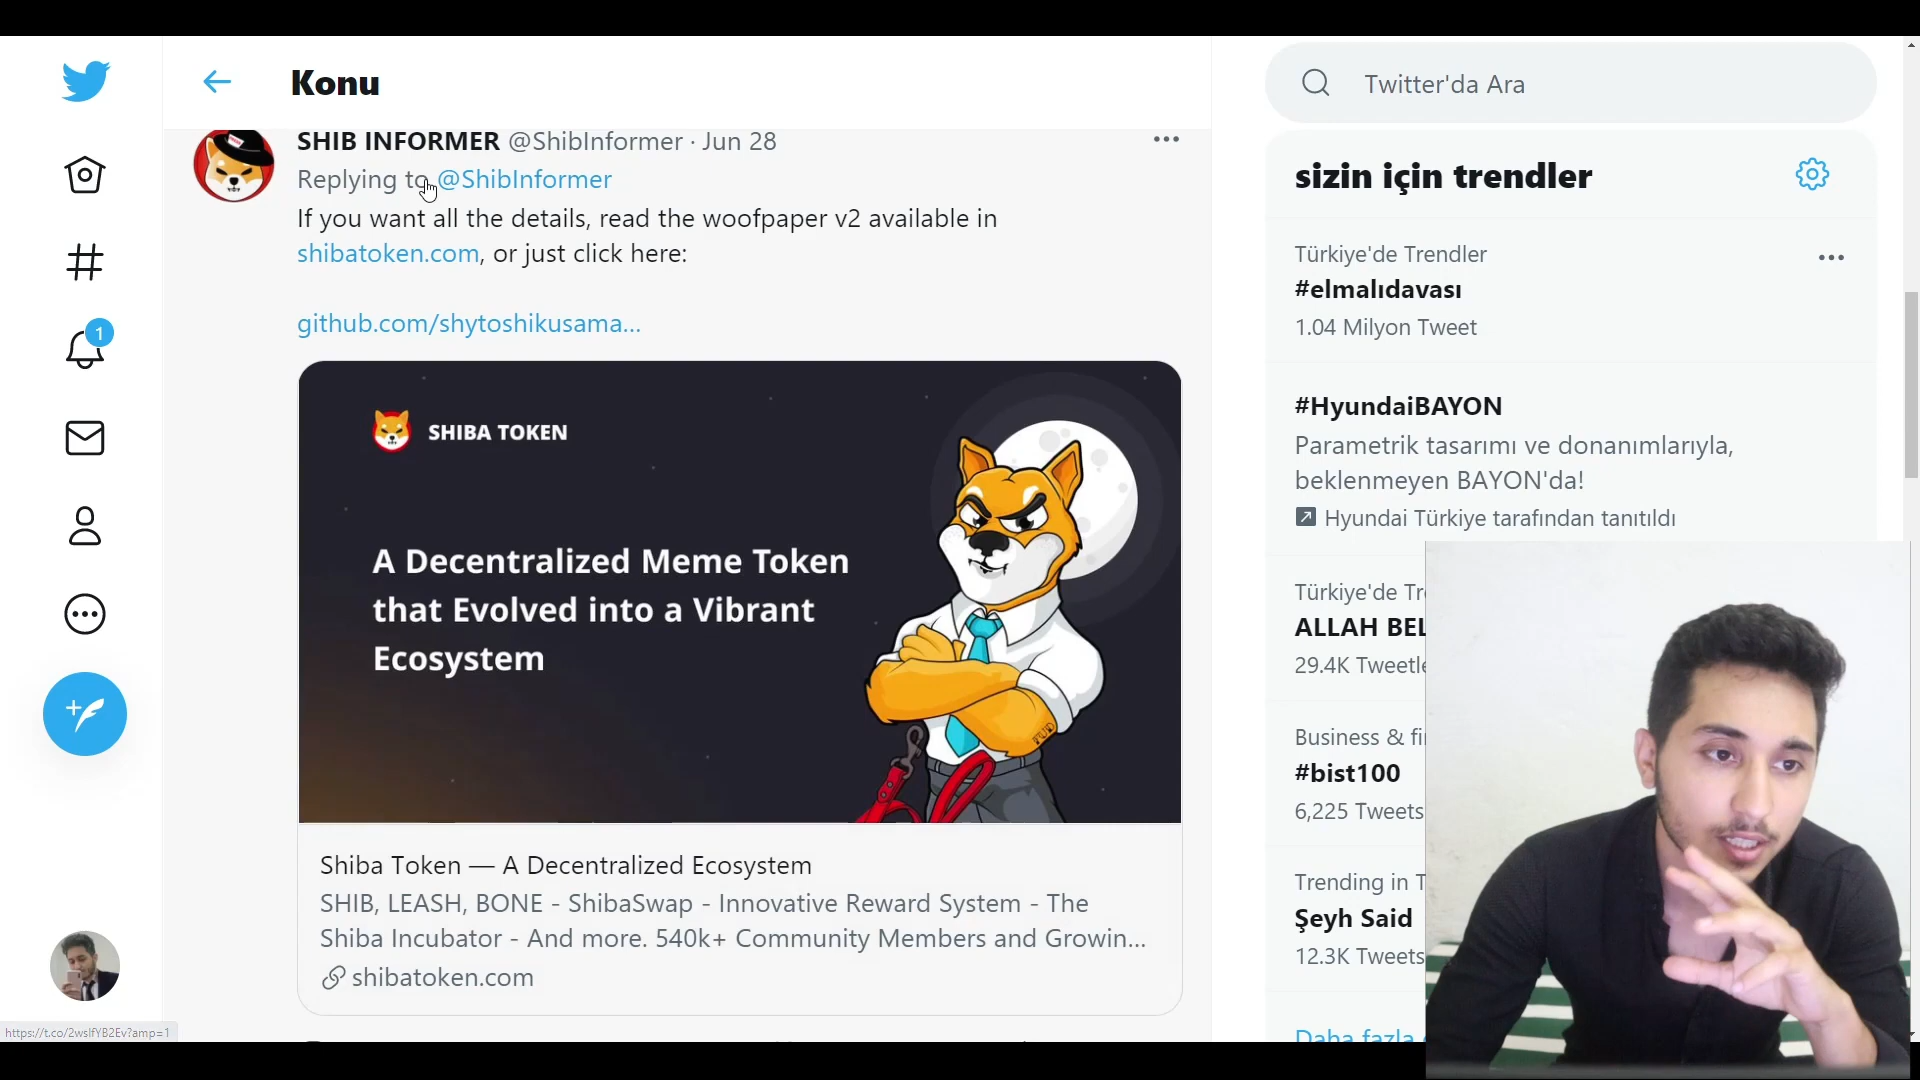 Konu
SHIB INFORMER @ShibInformer · Jun 28
Replying to @ShibInformer
If you want all the details, read the woofpaper v2 available in
shibatoken.com, or just click here:
github.com/shytoshikusama...
SHIBA TOKEN
A Decentralized Meme Token
that Evolved into a Vibrant
Ecosystem
FUD
Shiba Token — A Decentralized Ecosystem
SHIB, LEASH, BONE - ShibaSwap - Innovative Reward System - The
Shiba Incubator - And more. 540k+ Community Members and Growin...
shibatoken.com
1
https://t.co/2wsIfYB2Ev?amp=1
Twitter'da Ara
sizin için trendler
Türkiye'de Trendler
#elmalıdavası
1.04 Milyon Tweet
#HyundaiBAYON
Parametrik tasarımı ve donanımlarıyla,
beklenmeyen BAYON'da!
Hyundai Türkiye tarafından tanıtıldı
Türkiye'de Tr
ALLAH BEL
29.4K Tweetle
Business & fi
#bist100
6,225 Tweets
Trending in T
Şeyh Said
12.3K Tweets
Daha fazla